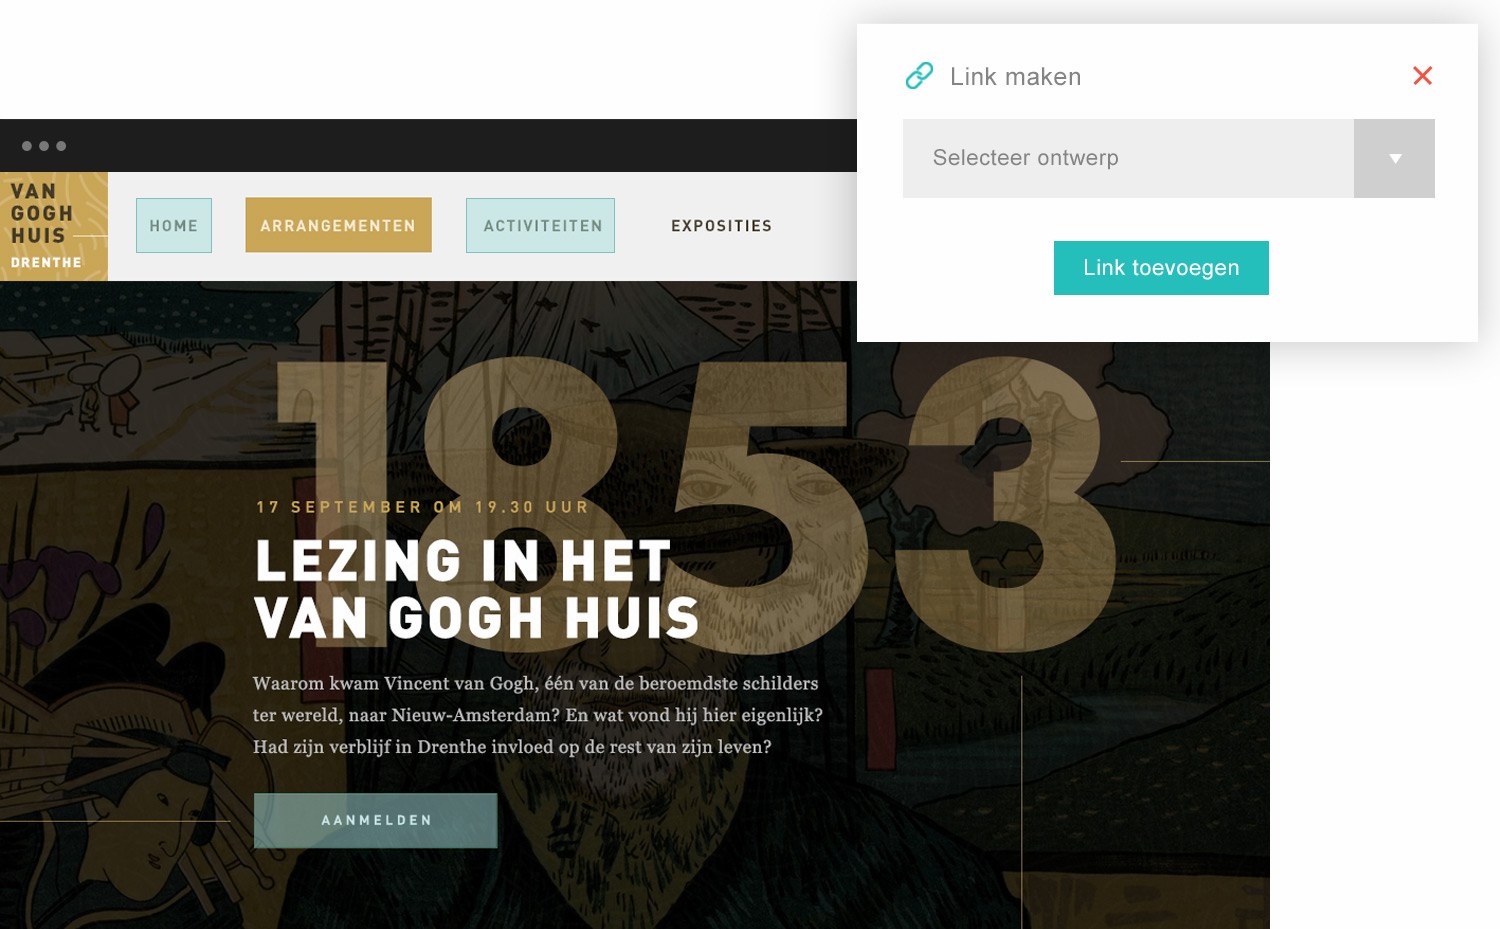 Link maken
Selecteer ontwerp
Link toevoegen
VAN
GOGH
HUIS
DRENTHE
HOME
ARRANGEMENTEN
ACTIVITEITEN
EXPOSITIES
1853
17 SEPTEMBER OM 19.30 UUR
LEZING IN HET
VAN GOGH HUIS
Waarom kwam Vincent van Gogh, één van de beroemdste schilders
ter wereld, naar Nieuw-Amsterdam? En wat vond hij hier eigenlijk?
Had zijn verblijf in Drenthe invloed op de rest van zijn leven?
AANMELDEN